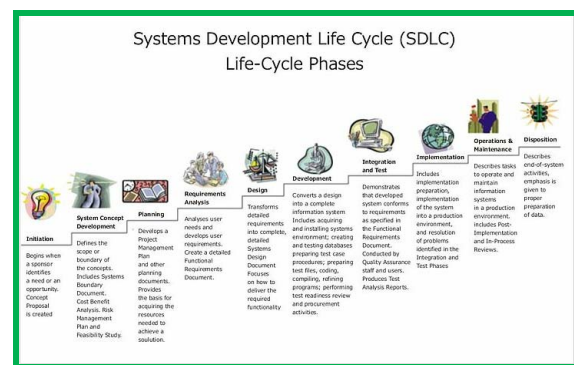 Systems Development Life Cycle (SDLC)
Life-Cycle Phases
Initiation
Begins when
a sponsor
identifies
a need or an
opportunity.
Concept
Proposal
is created
System Concept
Development
Defines the
scope or
boundary
of the concepts.
Includes Systems
Boundary
Document.
Cost Benefit
Analysis. Risk
Management
Plan and
Feasibility Study.
Planning
Develops a
Project
Management
Plan
and other
planning
documents.
Provides
the basis for
acquiring the
resources
needed to
achieve a
soulution.
Requirements
Analysis
Analyses user
needs and
develops user
requirements.
Create a detailed
Functional
Requirements
Document.
Design
Transforms
detailed
requirements
into complete,
detailed
Systems
Design
Document
Focuses
on how to
deliver the
required
functionality
Development
Converts a design
into a complete
information system
Includes acquiring
and installing systems
environment; creating
and testing databases
preparing test case
procedures; preparing
test files, coding,
compiling, refining
programs; performing
test readiness review
and procurement
activities.
Integration
and Test
Demonstrates
that developed
system conforms
to requirements
as specified in
the Functional
Requirements
Document.
Conducted by
Quality Assurance
staff and users.
Produces Test
Analysis Reports.
Implementation
Includes
implementation
preparation,
implementation
of the system
into a production
environment,
and resolution
of problems
identified in the
Integration and
Test Phases
Operations &
Maintenance
Describes tasks
to operate and
maintain
information
systems
in a production
environment.
includes Post-
Implementation
and In-Process
Reviews.
Disposition
Describes
end-of-system
activities,
emphasis is
given to
proper
preparation
of data.